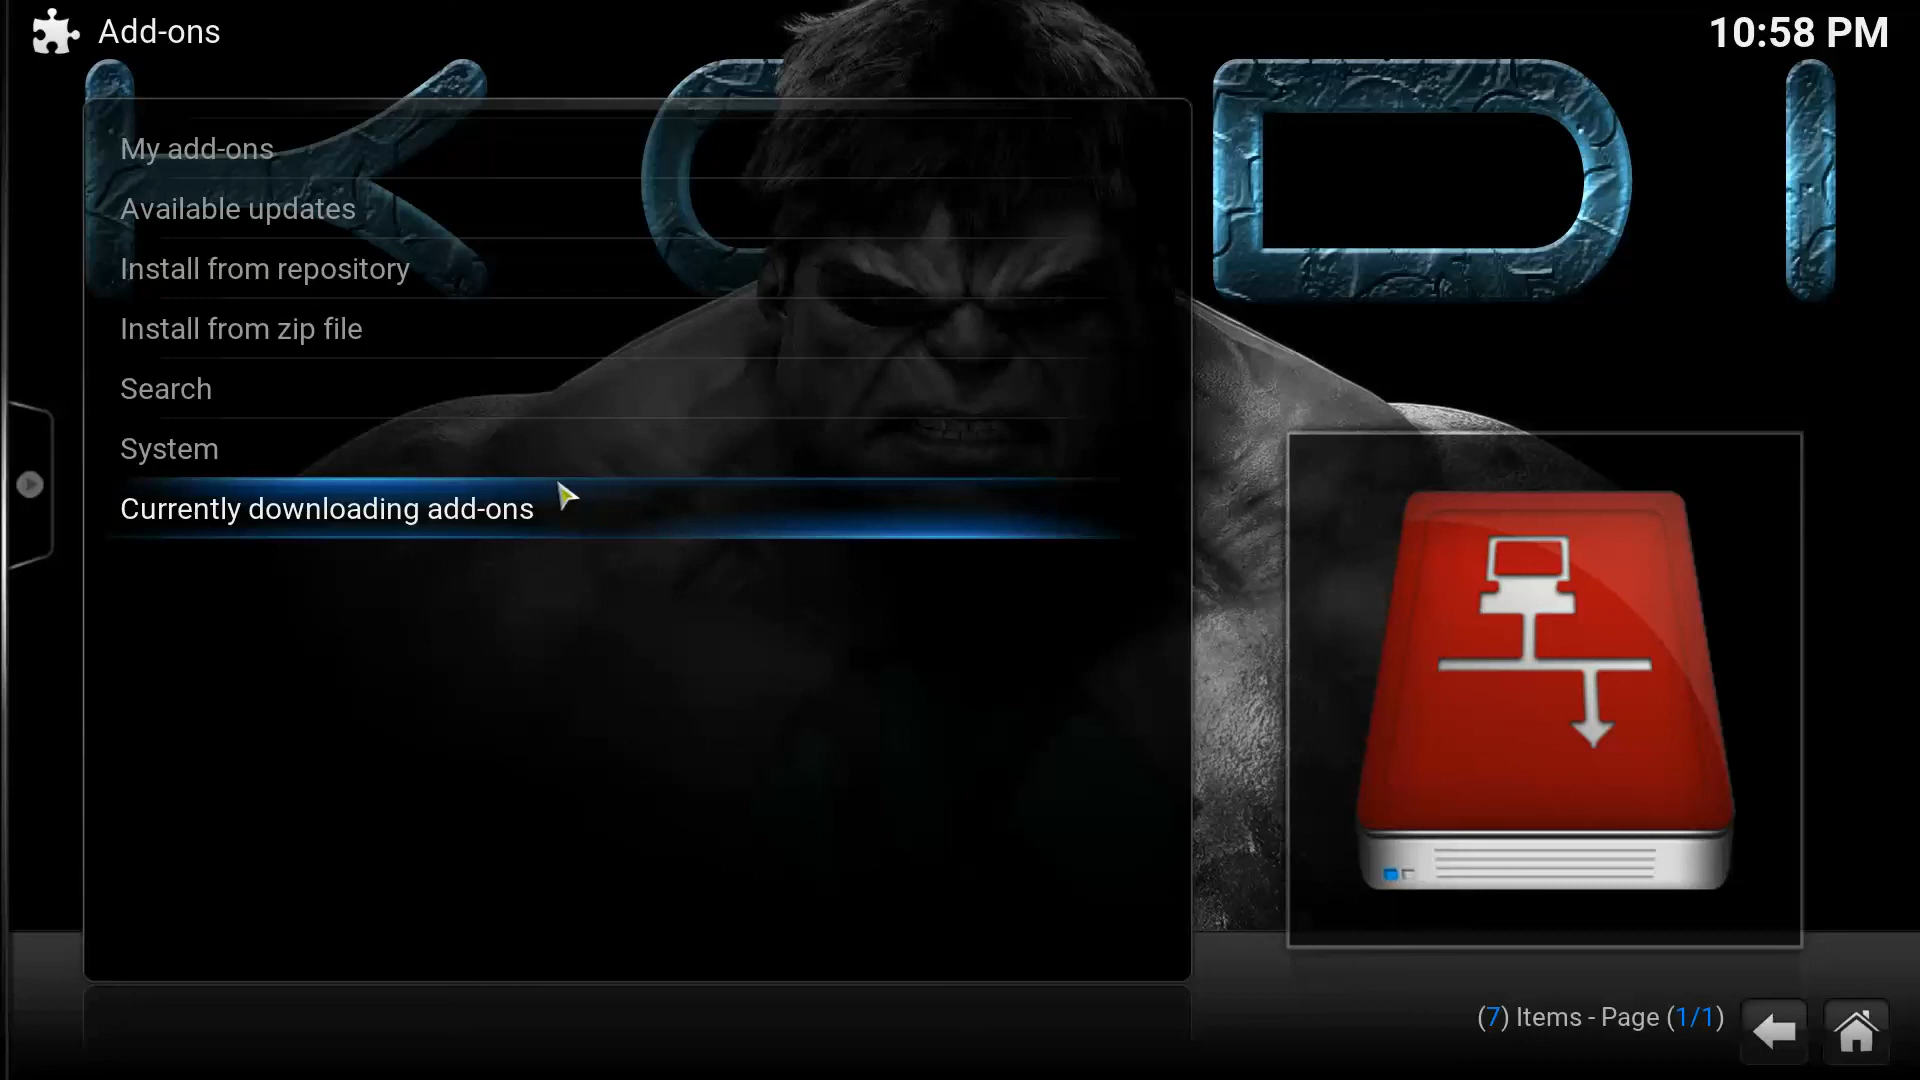 Add-ons
10:58 PM
KODI
My add-ons
Available updates
Install from repository
Install from zip file
Search
System
Currently downloading add-ons
(7) Items - Page (1/1)